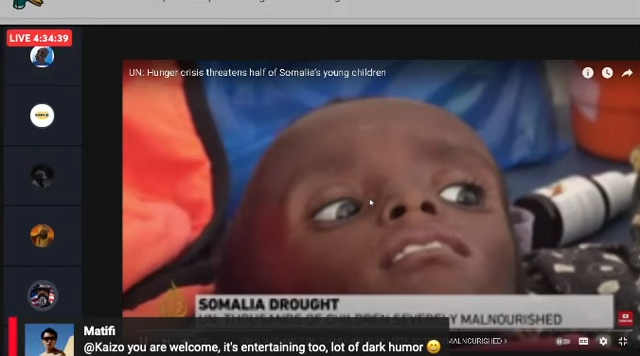 LIVE 4:34:39
UN: Hunger crisis threatens half of Somalia's young children
SOMALIA DROUGHT
UN: THOUSANDS OF CHILDREN SEVERELY MALNOURISHED
MALNOURISHED >
Matifi
@Kaizo you are welcome, it's entertaining too, lot of dark humor 😀